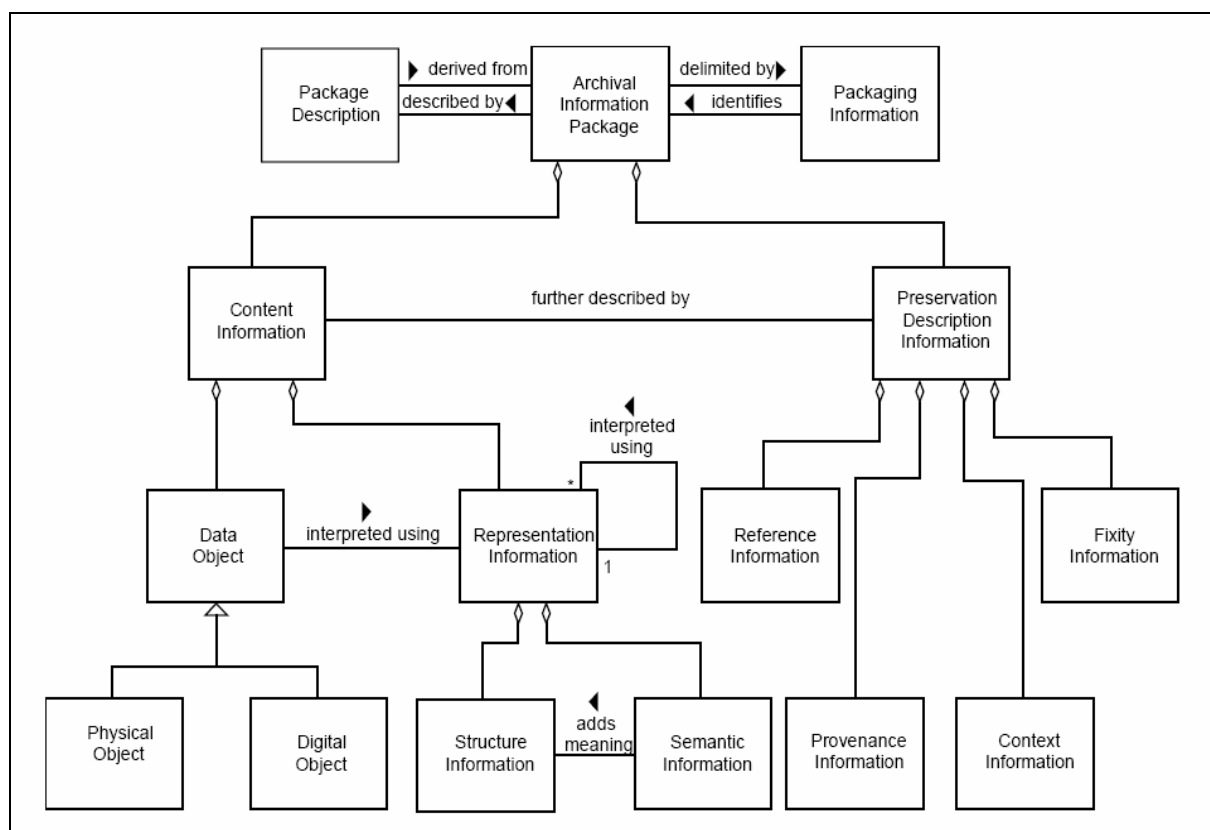 Package
Description
derived from
described by
Archival
Information
Package
delimited by
identifies
Packaging
Information
Content
Information
further described by
Preservation
Description
Information
interpreted
using
*
1
Data
Object
interpreted using
Representation
Information
Reference
Information
Fixity
Information
Physical
Object
Digital
Object
Structure
Information
adds
meaning
Semantic
Information
Provenance
Information
Context
Information